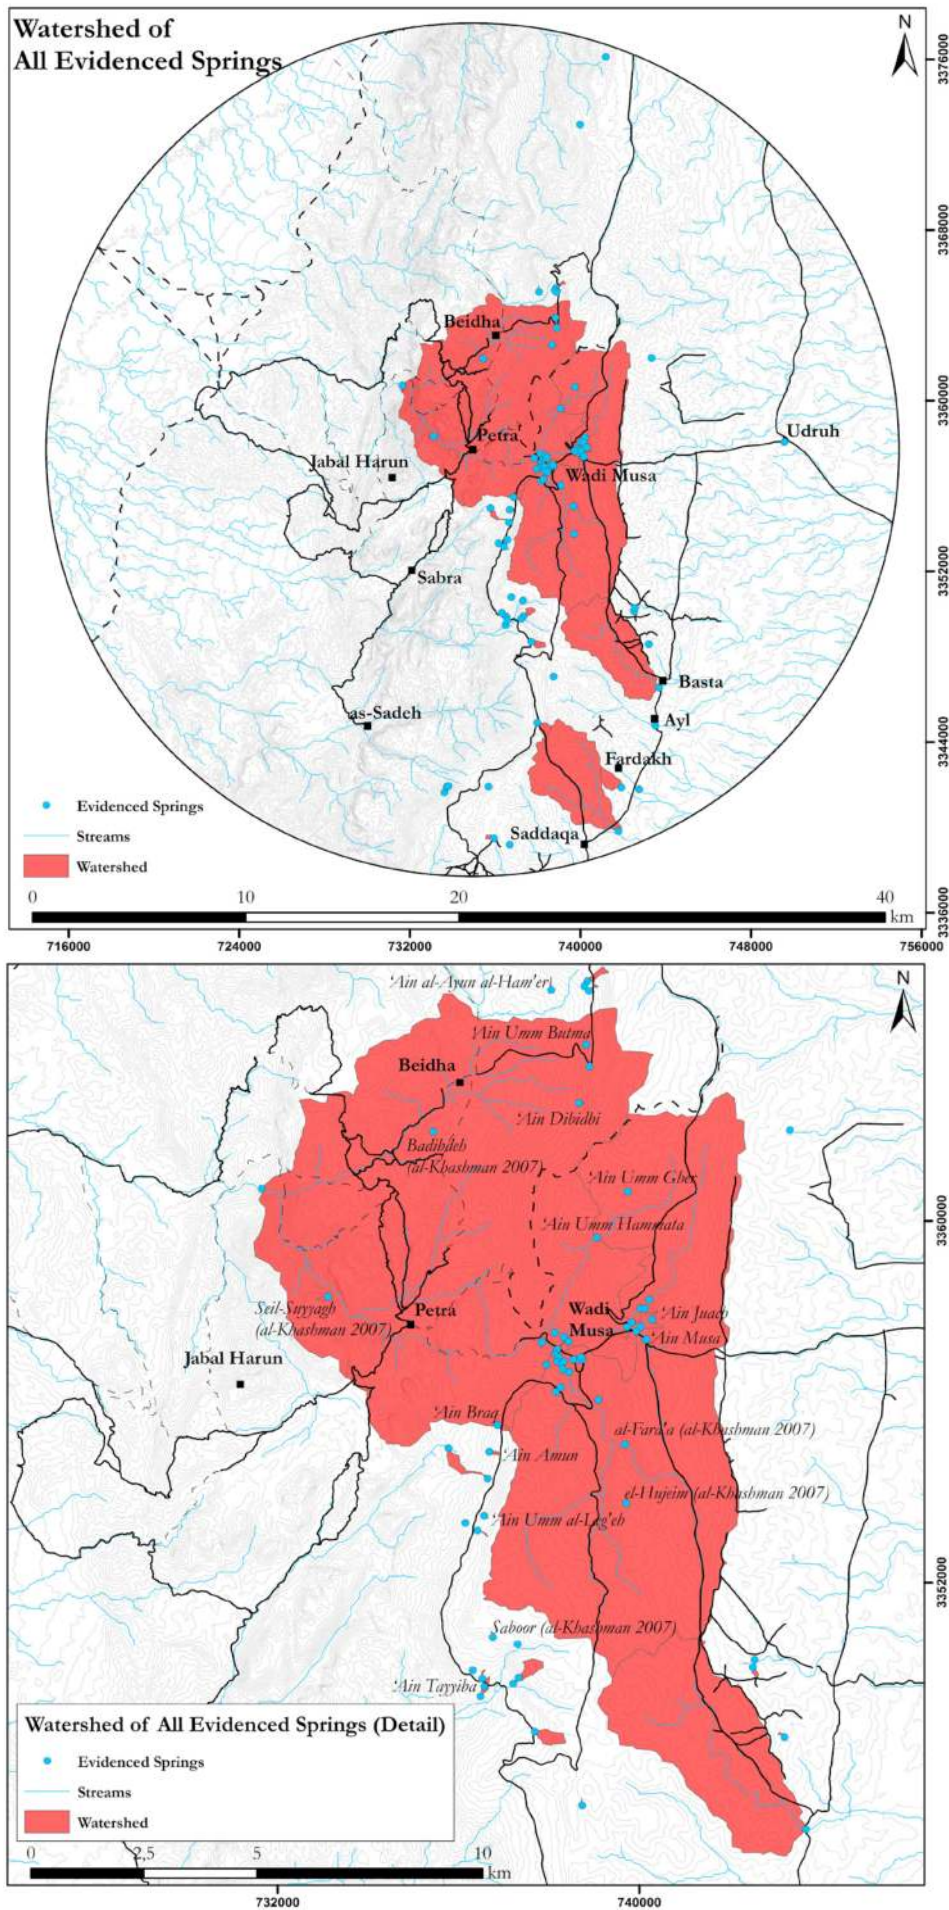 Watershed of
All Evidenced Springs
N
3376000
3368000
Beidha
3360000
Petra
Udruh
Jabal Harun
Wadi Musa
3352000
Sabra
Basta
as-Sadeh
Ayl
3344000
Fardakh
Evidenced Springs
Streams
Saddaqa
Watershed
0 10 20 40
km
3336000
716000 724000 732000 740000 748000 756000
N
'Ain al-Ayun al-Ham'er
'Ain Umm Butma
Beidha
'Ain Dibidbi
Badibdeh
(al-Khashman 2007)
'Ain Umm Gher
'Ain Umm Hammata
3360000
Seil-Suyyagh
(al-Khashman 2007)
Petra
Wadi
Musa
'Ain Juaen
'Ain Musa
Jabal Harun
'Ain Braq
al-Fara'a (al-Khashman 2007)
'Ain Amun
el-Hujeim (al-Khashman 2007)
'Ain Umm al-Leg'eh
3352000
Saboor (al-Khashman 2007)
'Ain Tayyiba
Watershed of All Evidenced Springs (Detail)
Evidenced Springs
Streams
Watershed
0 2,5 5 10
km
732000 740000